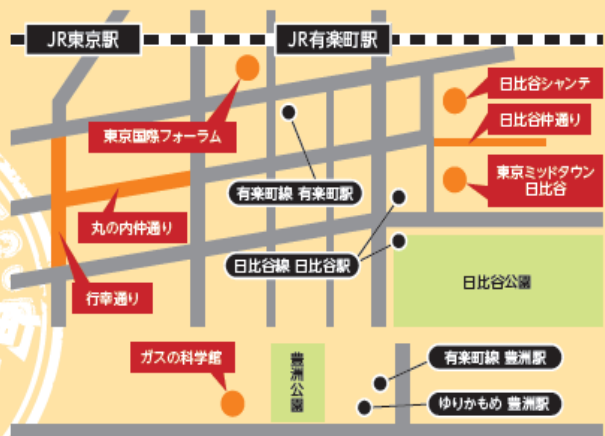 JR東京駅
JR有楽町駅
日比谷シャンテ
日比谷仲通り
東京国際フォーラム
東京ミッドタウン
日比谷
有楽町線 有楽町駅
丸の内仲通り
日比谷線 日比谷駅
日比谷公園
行幸通り
ガスの科学館
豊洲公園
有楽町線 豊洲駅
ゆりかもめ 豊洲駅